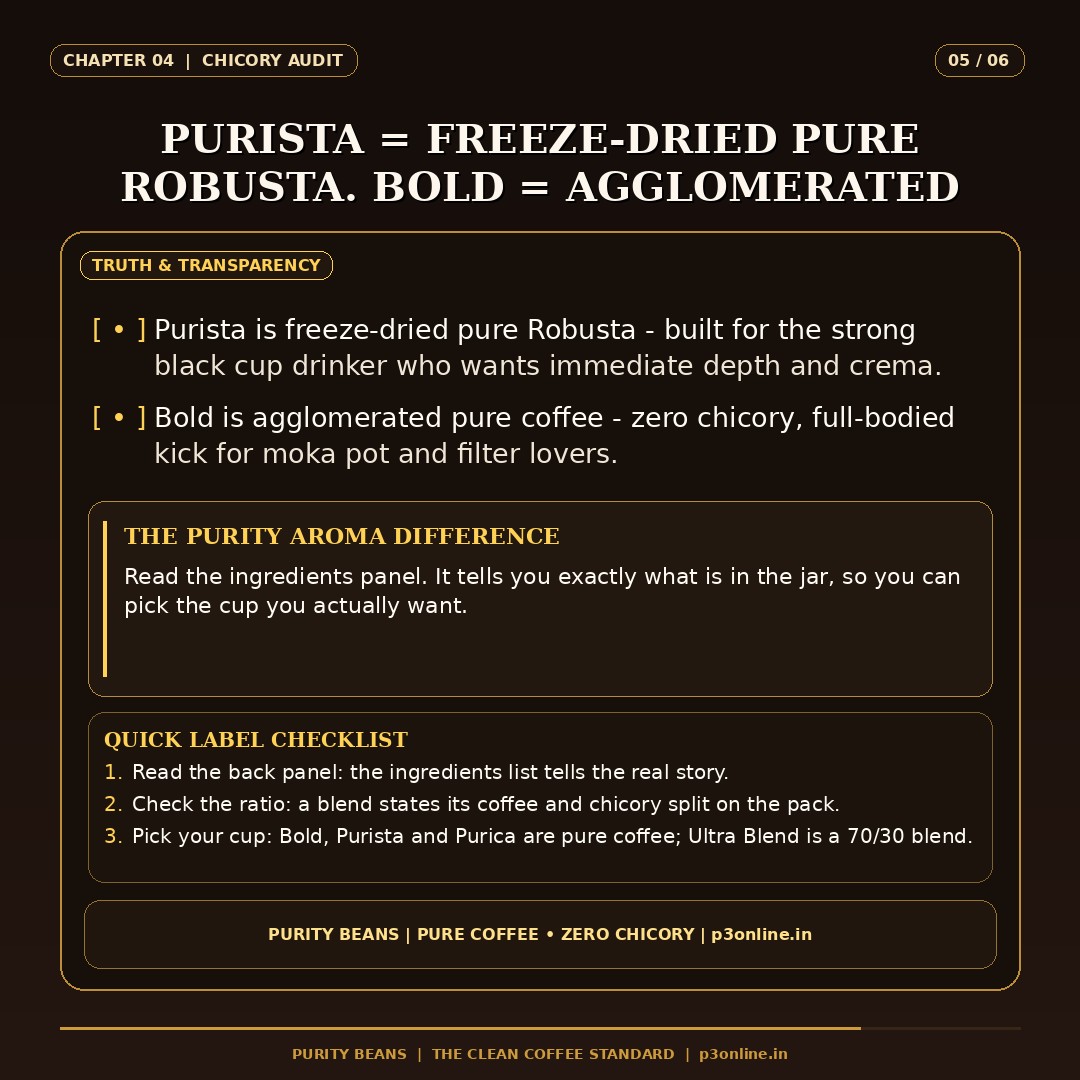 CHAPTER 04 | CHICORY AUDIT
05 / 06
PURISTA = FREEZE-DRIED PURE
ROBUSTA. BOLD = AGGLOMERATED
TRUTH & TRANSPARENCY
[ • ] Purista is freeze-dried pure Robusta - built for the strong
black cup drinker who wants immediate depth and crema.
[ • ] Bold is agglomerated pure coffee - zero chicory, full-bodied
kick for moka pot and filter lovers.
THE PURITY AROMA DIFFERENCE
Read the ingredients panel. It tells you exactly what is in the jar, so you can
pick the cup you actually want.
QUICK LABEL CHECKLIST
1. Read the back panel: the ingredients list tells the real story.
2. Check the ratio: a blend states its coffee and chicory split on the pack.
3. Pick your cup: Bold, Purista and Purica are pure coffee; Ultra Blend is a 70/30 blend.
PURITY BEANS | PURE COFFEE • ZERO CHICORY | p3online.in
PURITY BEANS | THE CLEAN COFFEE STANDARD | p3online.in